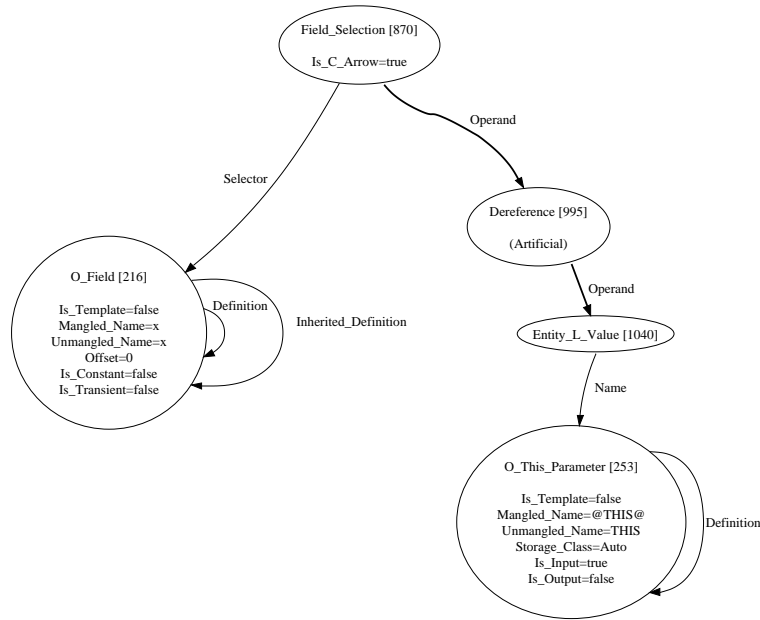 Field_Selection [870]
Is_C_Arrow=true
Operand
Selector
Dereference [995]
(Artificial)
O_Field [216]
Is_Template=false
Mangled_Name=x
Unmangled_Name=x
Offset=0
Is_Constant=false
Is_Transient=false
Definition
Inherited_Definition
Operand
Entity_L_Value [1040]
Name
O_This_Parameter [253]
Is_Template=false
Mangled_Name=@THIS@
Unmangled_Name=THIS
Storage_Class=Auto
Is_Input=true
Is_Output=false
Definition